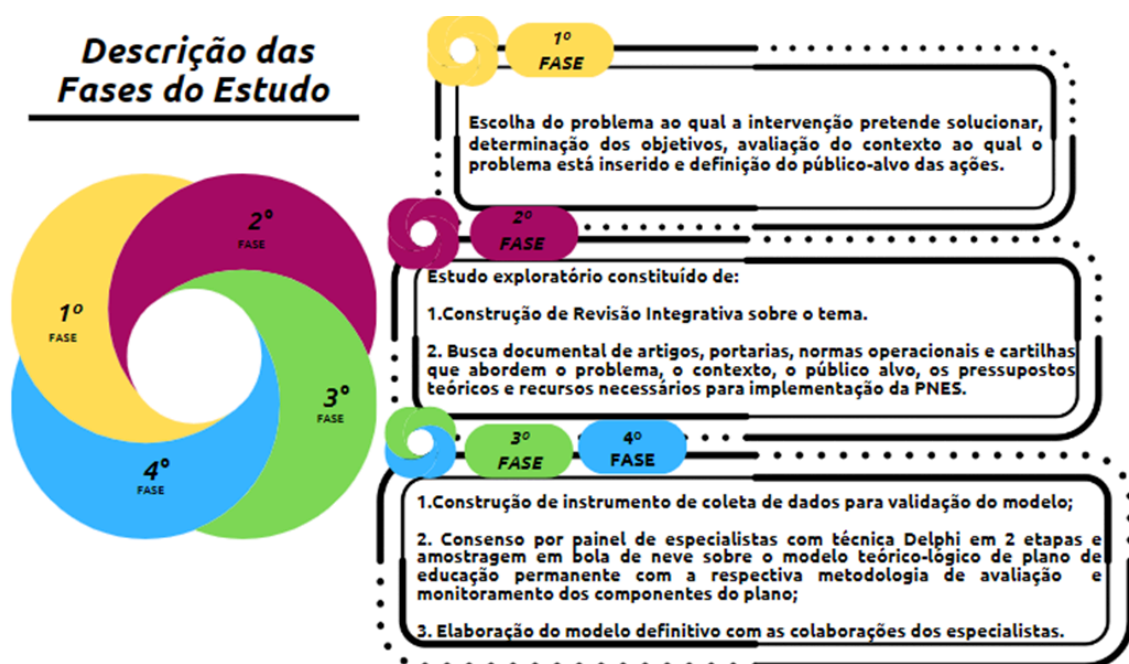 Descrição das
Fases do Estudo
1º
FASE
2°
FASE
3°
FASE
4°
FASE
1º
FASE
Escolha do problema ao qual a intervenção pretende solucionar,
determinação dos objetivos, avaliação do contexto ao qual o
problema está inserido e definição do público-alvo das ações.
2º
FASE
Estudo exploratório constituído de:
1.Construção de Revisão Integrativa sobre o tema.
2. Busca documental de artigos, portarias, normas operacionais e cartilhas
que abordem o problema, o contexto, o público alvo, os pressupostos
teóricos e recursos necessários para implementação da PNES.
3º
FASE
4º
FASE
1.Construção de instrumento de coleta de dados para validação do modelo;
2. Consenso por painel de especialistas com técnica Delphi em 2 etapas e
amostragem em bola de neve sobre o modelo teórico-lógico de plano de
educação permanente com a respectiva metodologia de avaliação e
monitoramento dos componentes do plano;
3. Elaboração do modelo definitivo com as colaborações dos especialistas.